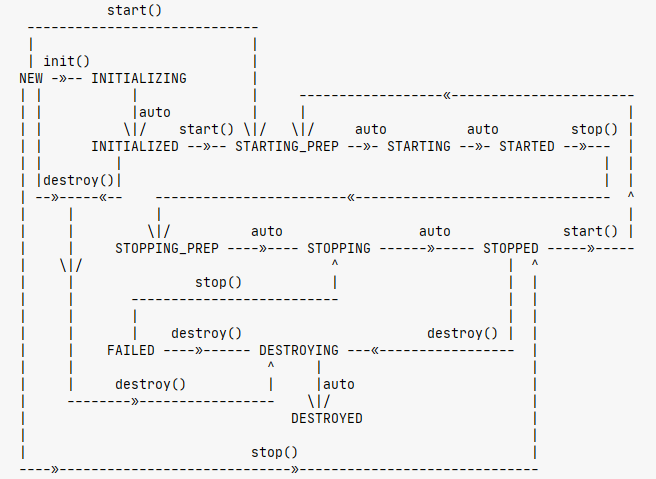 start()
  -----------------------------
  |                           |
  | init()                    |
 NEW -»-- INITIALIZING        |
 | |           |              |     ------------------«-----------------------
 | |           |auto          |     |                                        |
 | |          \|/    start() \|/   \|/     auto          auto         stop() |
 | |      INITIALIZED --»-- STARTING_PREP --»- STARTING --»- STARTED --»---  |
 | |         |                                                            |  |
 | |destroy()|                                                            |  |
 | --»-----«--    ------------------------«--------------------------------  ^
 |     |          |                                                          |
 |     |         \|/          auto                 auto              start() |
 |     |     STOPPING_PREP ----»---- STOPPING ------»----- STOPPED -----»-----
 |    \|/                               ^                     |  ^
 |     |               stop()           |                     |  |
 |     |       --------------------------                     |  |
 |     |       |                                              |  |
 |     |       |    destroy()                       destroy() |  |
 |     |    FAILED ----»------ DESTROYING ---«-----------------  |
 |     |                        ^     |                          |
 |     |     destroy()          |     |auto                      |
 |     --------»-----------------    \|/                         |
 |                                 DESTROYED                     |
 |                                                               |
 |                            stop()                             |
 ----»-----------------------------»------------------------------